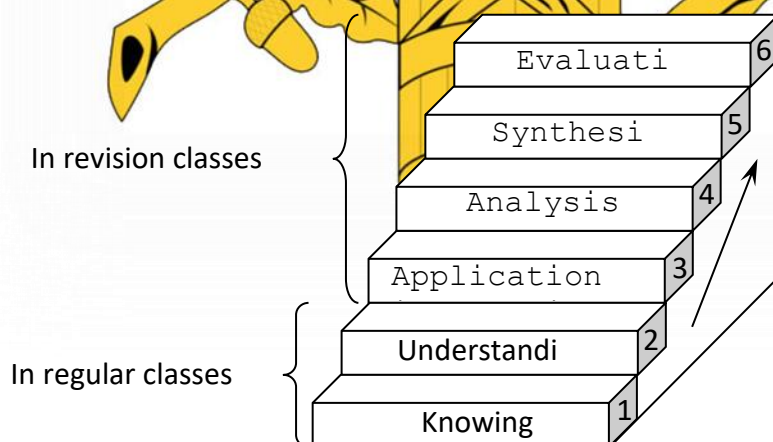 Evaluati 6
Synthesi 5
In revision classes
Analysis 4
Application 3
Understandi 2
In regular classes
Knowing 1